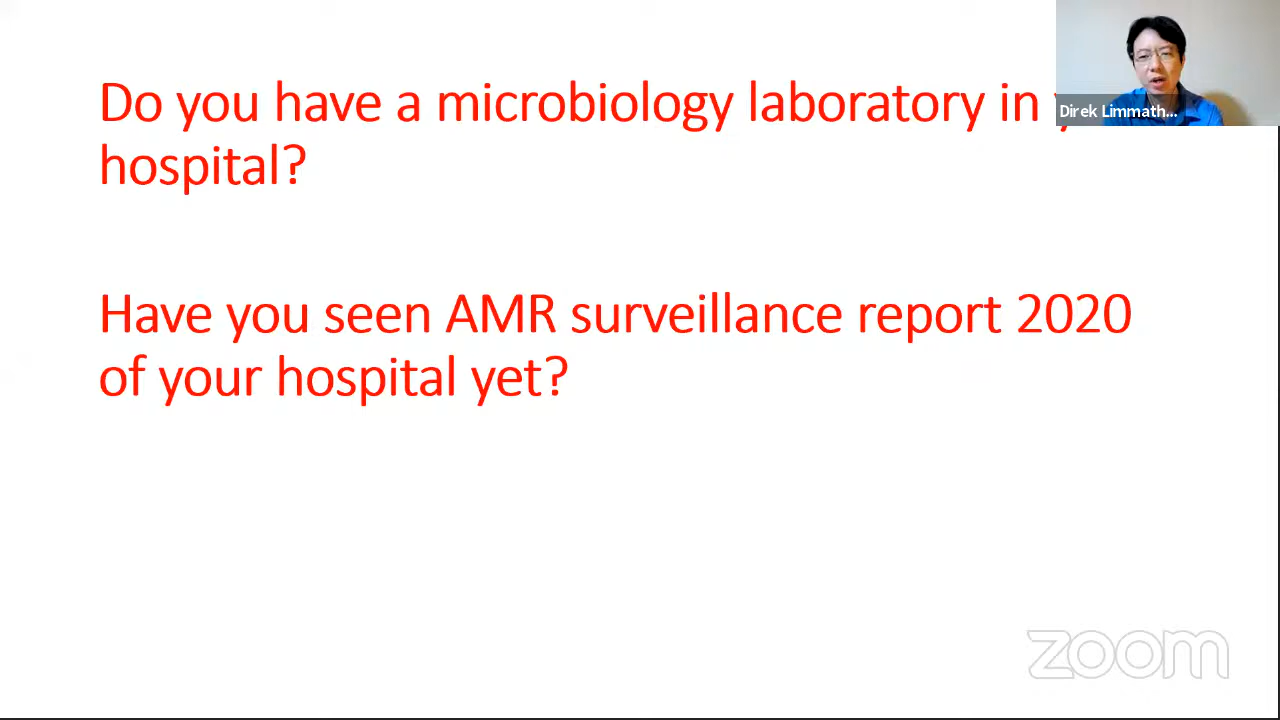 Do you have a microbiology laboratory in
hospital?
Have you seen AMR surveillance report 2020
of your hospital yet?
Direk Limmath...
zoom